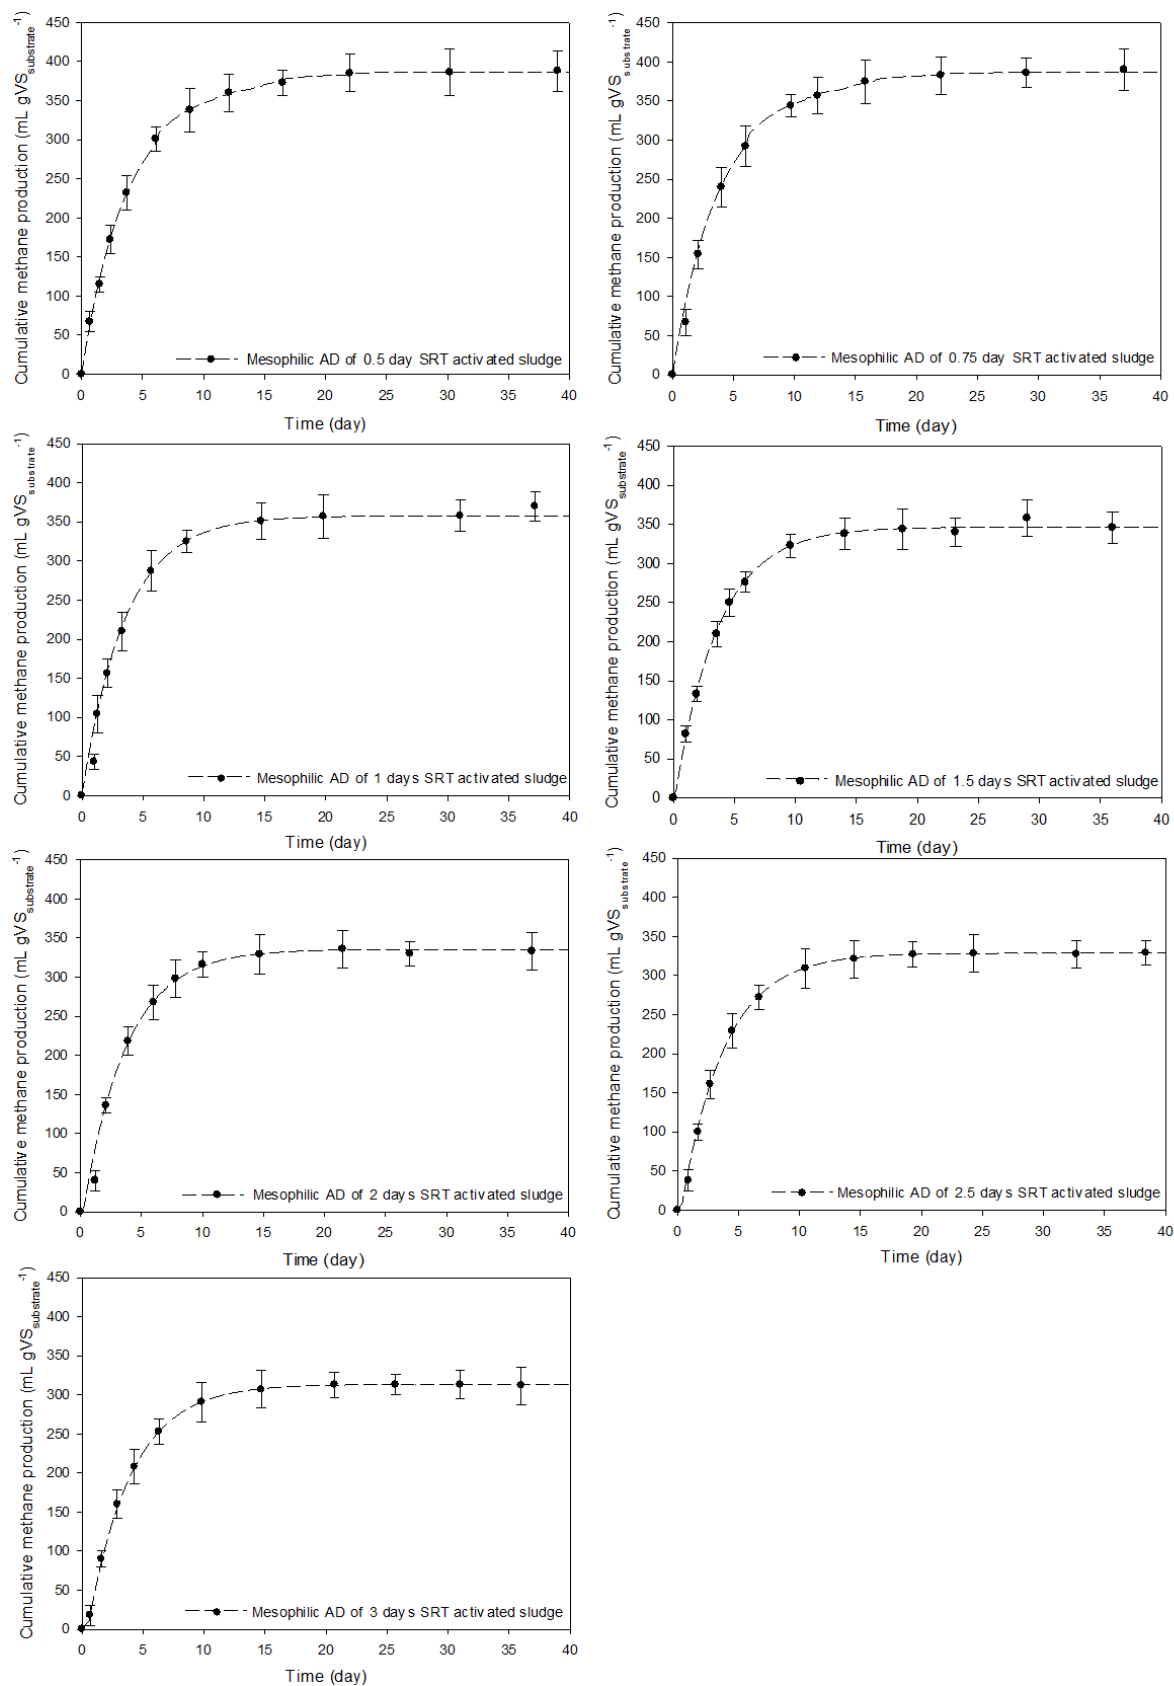 Cumulative methane production (mL gVSsubstrate-1)
450
400
350
300
250
200
150
100
50
0
Mesophilic AD of 0.5 day SRT activated sludge
0 5 10 15 20 25 30 35 40
Time (day)
Cumulative methane production (mL gVSsubstrate-1)
450
400
350
300
250
200
150
100
50
0
Mesophilic AD of 0.75 day SRT activated sludge
0 5 10 15 20 25 30 35 40
Time (day)
Cumulative methane production (mL gVSsubstrate-1)
450
400
350
300
250
200
150
100
50
0
Mesophilic AD of 1 days SRT activated sludge
0 5 10 15 20 25 30 35 40
Time (day)
Cumulative methane production (mL gVSsubstrate-1)
450
400
350
300
250
200
150
100
50
0
Mesophilic AD of 1.5 days SRT activated sludge
0 5 10 15 20 25 30 35 40
Time (day)
Cumulative methane production (mL gVSsubstrate-1)
450
400
350
300
250
200
150
100
50
0
Mesophilic AD of 2 days SRT activated sludge
0 5 10 15 20 25 30 35 40
Time (day)
Cumulative methane production (mL gVSsubstrate-1)
450
400
350
300
250
200
150
100
50
0
Mesophilic AD of 2.5 days SRT activated sludge
0 5 10 15 20 25 30 35 40
Time (day)
Cumulative methane production (mL gVSsubstrate-1)
450
400
350
300
250
200
150
100
50
0
Mesophilic AD of 3 days SRT activated sludge
0 5 10 15 20 25 30 35 40
Time (day)